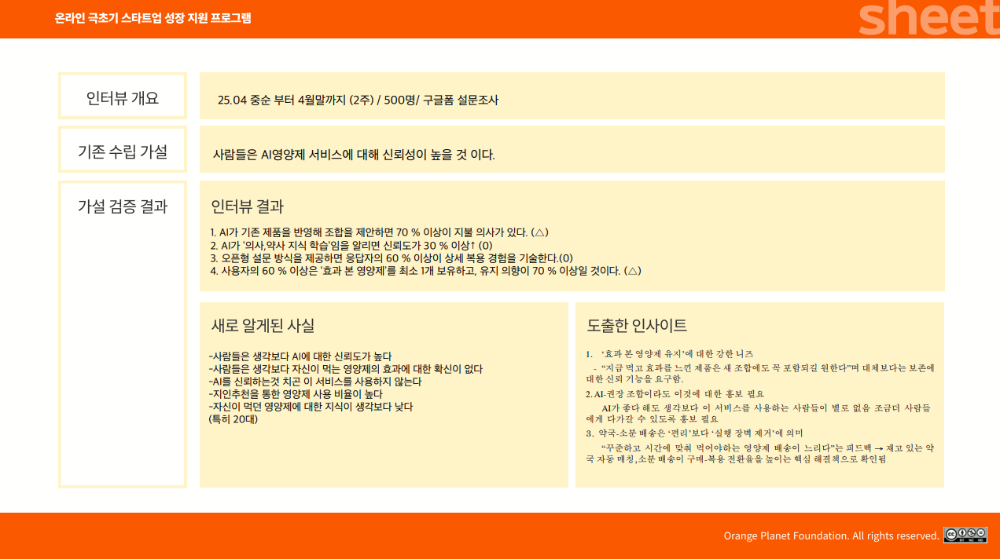 온라인 극초기 스타트업 성장 지원 프로그램
sheet
인터뷰 개요
25.04 중순 부터 4월말까지 (2주) / 500명/ 구글폼 설문조사
기존 수립 가설
사람들은 AI영양제 서비스에 대해 신뢰성이 높을 것 이다.
가설 검증 결과
인터뷰 결과
1. AI가 기존 제품을 반영해 조합을 제안하면 70 % 이상이 지불 의사가 있다. (△)
2. AI가 ‘의사,약사 지식 학습’임을 알리면 신뢰도가 30 % 이상↑ (0)
3. 오픈형 설문 방식을 제공하면 응답자의 60 % 이상이 상세 복용 경험을 기술한다.(0)
4. 사용자의 60 % 이상은 ‘효과 본 영양제’를 최소 1개 보유하고, 유지 의향이 70 % 이상일 것이다. (△)
새로 알게된 사실
-사람들은 생각보다 AI에 대한 신뢰도가 높다
-사람들은 생각보다 자신이 먹는 영양제의 효과에 대한 확신이 없다
-AI를 신뢰하는것 치곤 이 서비스를 사용하지 않는다
-지인추천을 통한 영양제 사용 비율이 높다
-자신이 먹던 영양제에 대한 지식이 생각보다 낮다
(특히 20대)
도출한 인사이트
1. ‘효과 본 영양제 유지’에 대한 강한 니즈
- “지금 먹고 효과를 느낀 제품은 새 조합에도 꼭 포함되길 원한다”며 대체보다는 보존에
대한 신뢰 기능을 요구함.
2. AI-권장 조합이라도 이것에 대한 홍보 필요
AI가 좋다 해도 생각보다 이 서비스를 사용하는 사람들이 별로 없음 조금더 사람들
에게 다가갈 수 있도록 홍보 필요
3. 약국-소분 배송은 ‘편리’보다 ‘실행 장벽 제거’에 의미
“꾸준하고 시간에 맞춰 먹어야하는 영양제 배송이 느리다”는 피드백 → 재고 있는 약
국 자동 매칭,소분 배송이 구매-복용 전환율을 높이는 핵심 해결책으로 확인됨.
Orange Planet Foundation. All rights reserved.
cc
BY NC ND